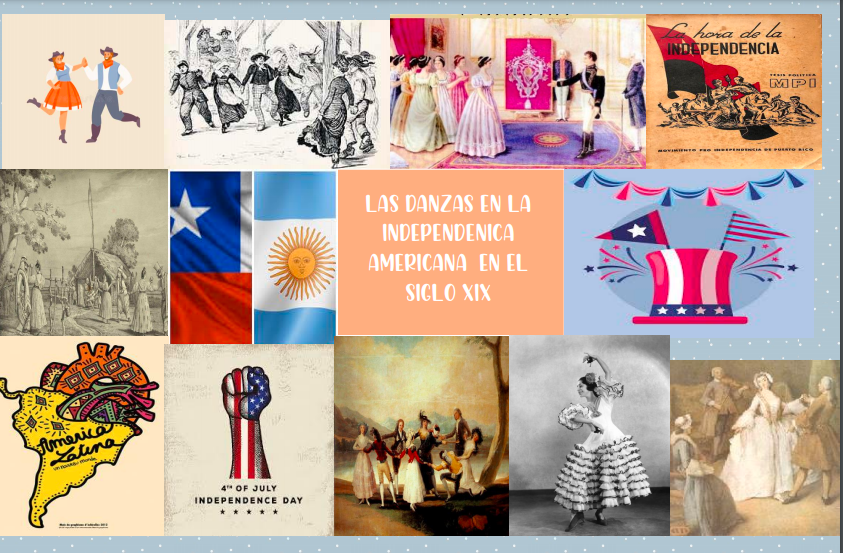 La hora de la
INDEPENDENCIA
TESIS POLITICA
MPI
MOVIMIENTO PRO INDEPENDENCIA DE PUERTO RICO
LAS DANZAS EN LA
INDEPENDENICA
AMERICANA EN EL
SIGLO XIX
America
Latina
4TH OF JULY
INDEPENDENCE DAY